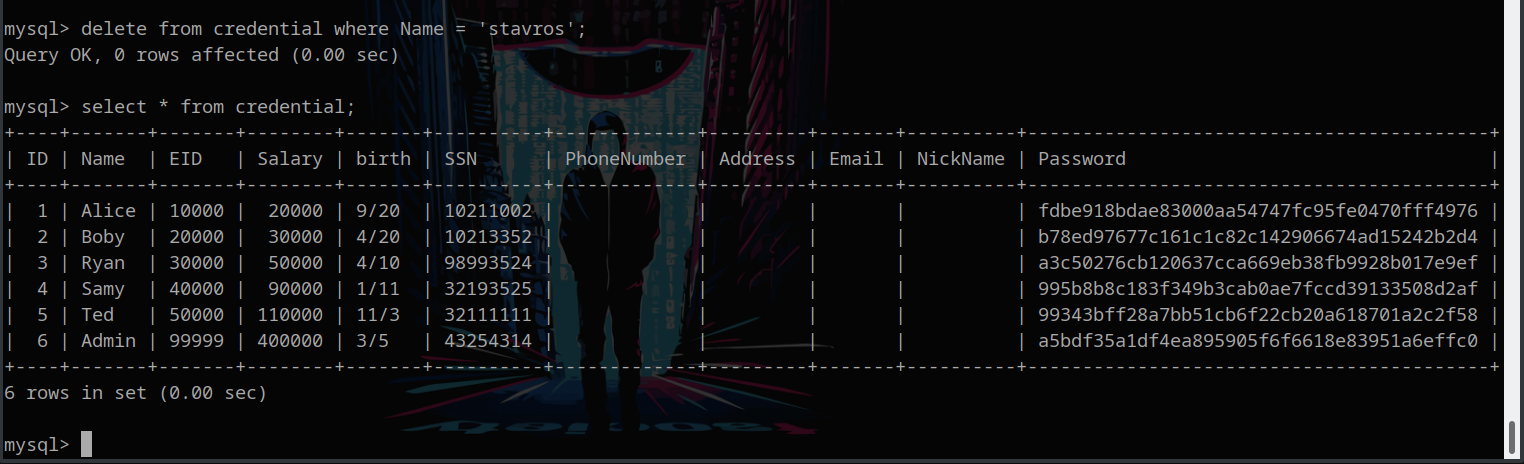 mysql> delete from credential where Name = 'stavros';
Query OK, 0 rows affected (0.00 sec)

mysql> select * from credential;
+----+-------+-------+--------+-------+----------+-------------+---------+-------+----------+------------------------------------------+
| ID | Name  | EID   | Salary | birth | SSN      | PhoneNumber | Address | Email | NickName | Password                                 |
+----+-------+-------+--------+-------+----------+-------------+---------+-------+----------+------------------------------------------+
|  1 | Alice | 10000 |  20000 | 9/20  | 10211002 |             |         |       |          | fdbe918bdae83000aa54747fc95fe0470fff4976 |
|  2 | Boby  | 20000 |  30000 | 4/20  | 10213352 |             |         |       |          | b78ed97677c161c1c82c142906674ad15242b2d4 |
|  3 | Ryan  | 30000 |  50000 | 4/10  | 98993524 |             |         |       |          | a3c50276cb120637cca669eb38fb9928b017e9ef |
|  4 | Samy  | 40000 |  90000 | 1/11  | 32193525 |             |         |       |          | 995b8b8c183f349b3cab0ae7fccd39133508d2af |
|  5 | Ted   | 50000 | 110000 | 11/3  | 32111111 |             |         |       |          | 99343bff28a7bb51cb6f22cb20a618701a2c2f58 |
|  6 | Admin | 99999 | 400000 | 3/5   | 43254314 |             |         |       |          | a5bdf35a1df4ea895905f6f6618e83951a6effc0 |
+----+-------+-------+--------+-------+----------+-------------+---------+-------+----------+------------------------------------------+
6 rows in set (0.00 sec)

mysql>